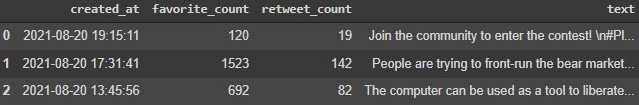 created_at favorite_count retweet_count text
0 2021-08-20 19:15:11 120 19 Join the community to enter the contest! \n#Pl...
1 2021-08-20 17:31:41 1523 142 People are trying to front-run the bear market...
2 2021-08-20 13:45:56 692 82 The computer can be used as a tool to liberate...